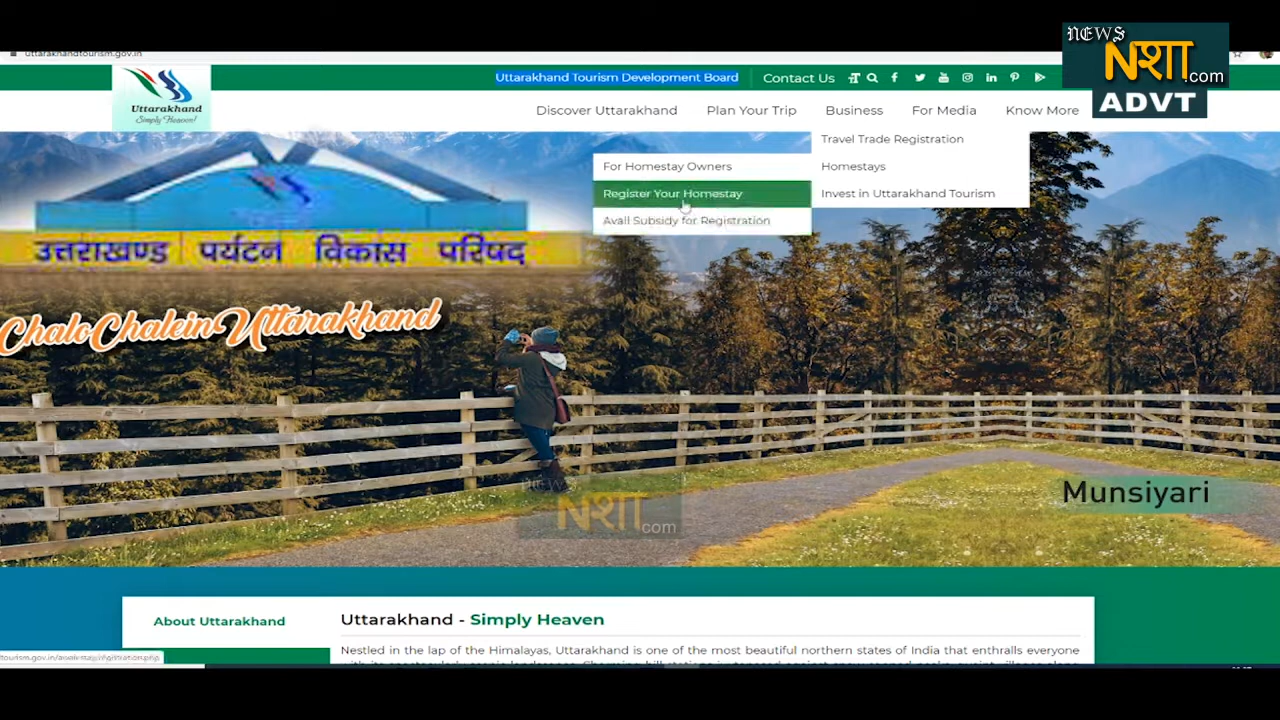 NEWS
नशा.com
ADVT
uttarakhandtourism.gov.in
Uttarakhand Tourism Development Board
Contact Us
Uttarakhand
Simply Heaven!
Discover Uttarakhand
Plan Your Trip
Business
For Media
Know More
Travel Trade Registration
For Homestay Owners
Homestays
Register Your Homestay
Invest in Uttarakhand Tourism
Avail Subsidy for Registration
उत्तराखण्ड पर्यटन विकास परिषद
Chalo Chalein Uttarakhand
Munsiyari
NEWS
नशा.com
About Uttarakhand
Uttarakhand - Simply Heaven
Nestled in the lap of the Himalayas, Uttarakhand is one of the most beautiful northern states of India that enthralls everyone